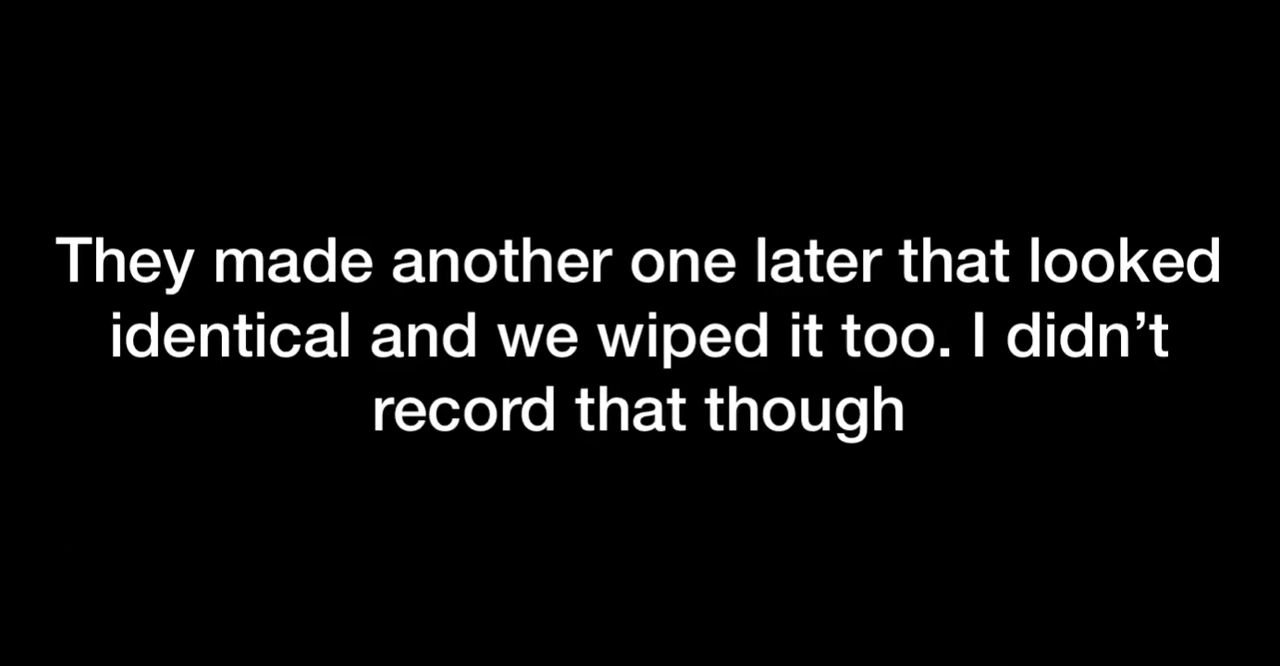 They made another one later that looked
identical and we wiped it too. I didn’t
record that though